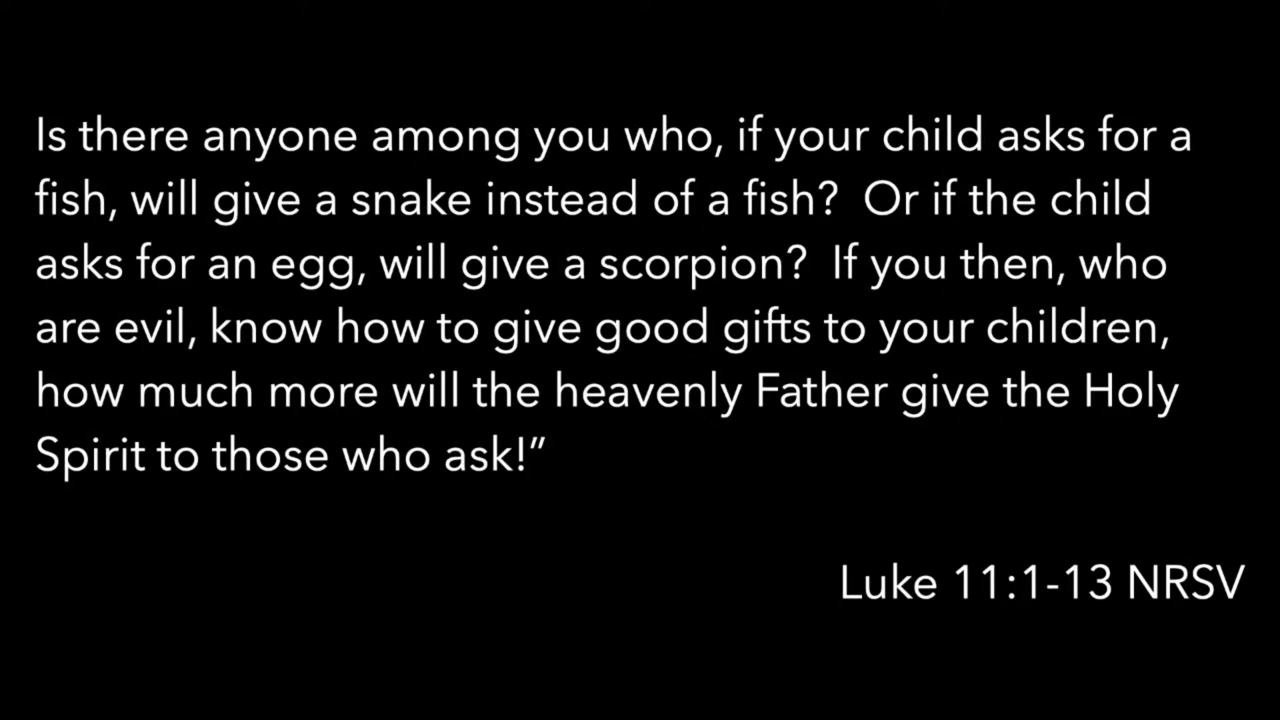 Is there anyone among you who, if your child asks for a
fish, will give a snake instead of a fish?  Or if the child
asks for an egg, will give a scorpion?  If you then, who
are evil, know how to give good gifts to your children,
how much more will the heavenly Father give the Holy
Spirit to those who ask!”
Luke 11:1-13 NRSV